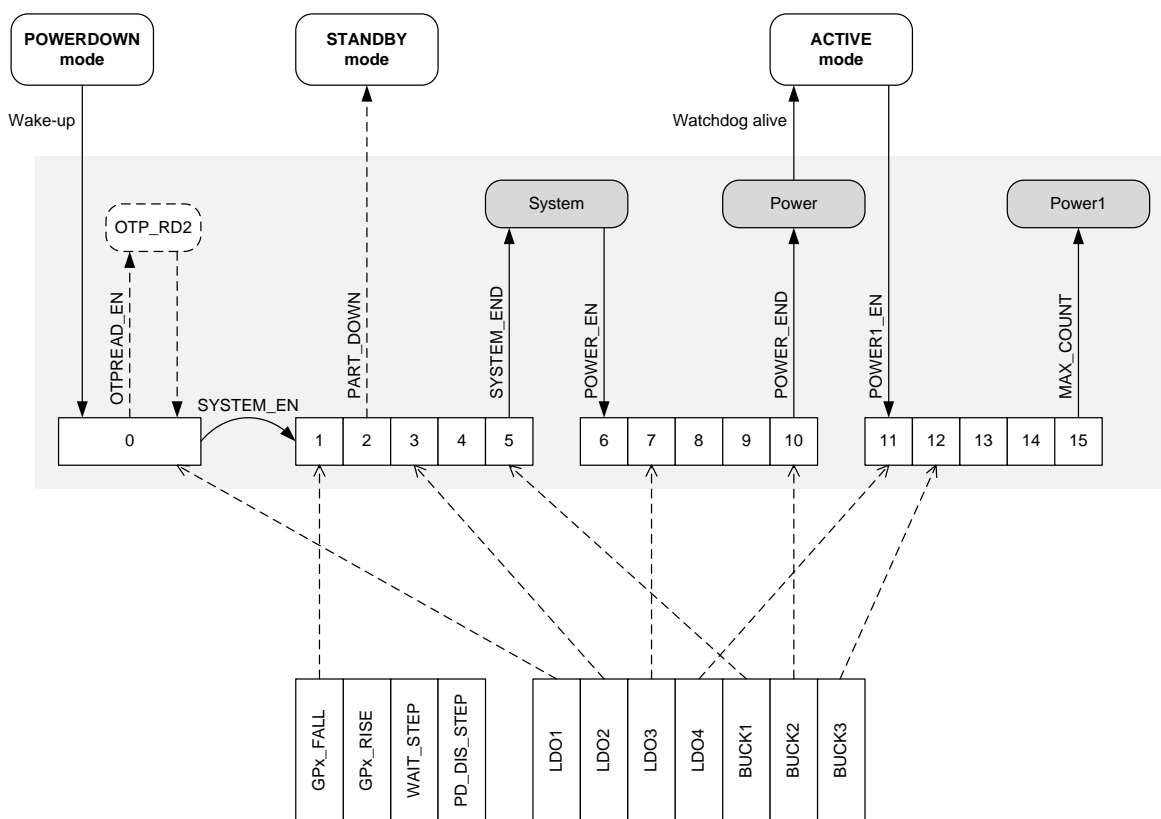 POWERDOWN
mode
STANDBY
mode
ACTIVE
mode
Wake-up
Watchdog alive
OTP_RD2
System
Power
Power1
OTPREAD_EN
PART_DOWN
SYSTEM_END
POWER_EN
POWER_END
POWER1_EN
MAX_COUNT
SYSTEM_EN
0
1
2
3
4
5
6
7
8
9
10
11
12
13
14
15
GPx_FALL
GPx_RISE
WAIT_STEP
PD_DIS_STEP
LDO1
LDO2
LDO3
LDO4
BUCK1
BUCK2
BUCK3